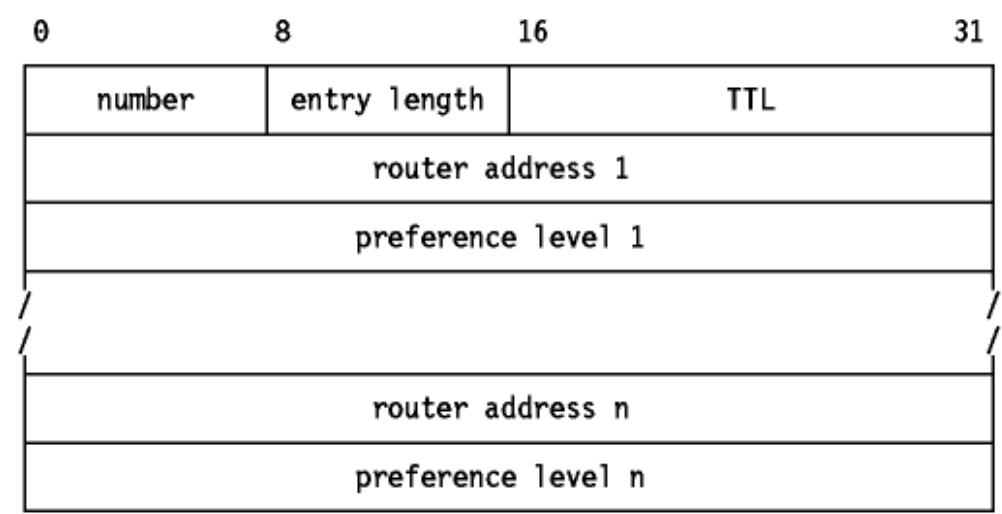 0 8 16 31
number entry length TTL
router address 1
preference level 1
/ /
/ /
router address n
preference level n